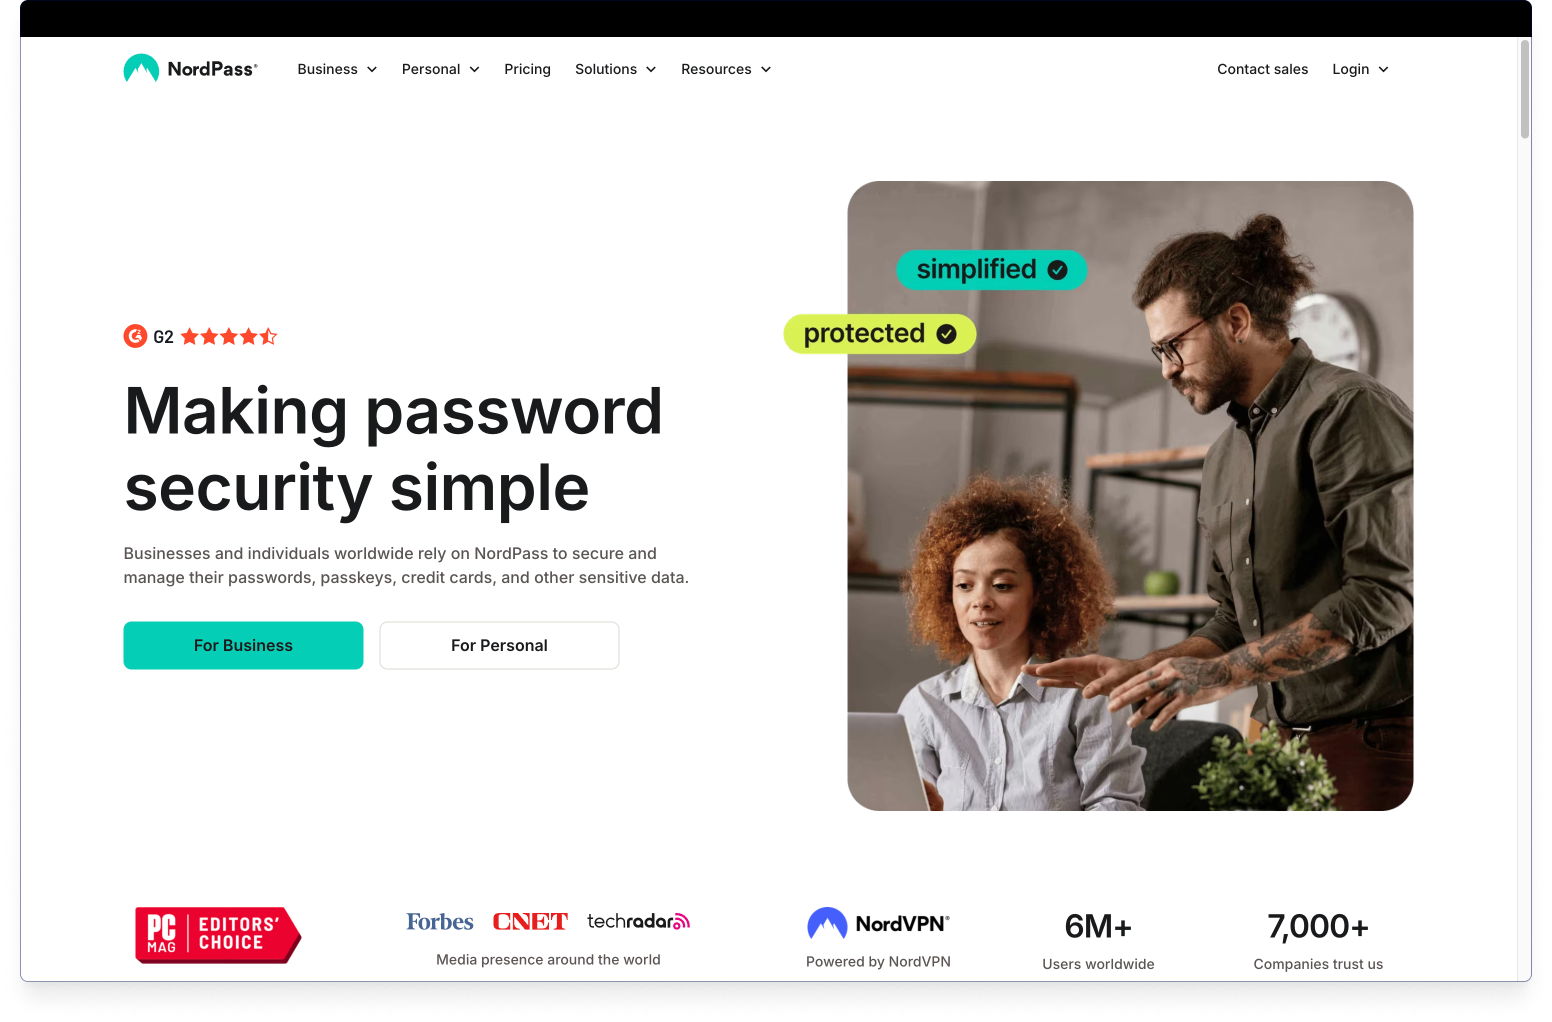 NordPass®
Business
Personal
Pricing
Solutions
Resources
Contact sales
Login
simplified
protected
G2
Making password
security simple
Businesses and individuals worldwide rely on NordPass to secure and
manage their passwords, passkeys, credit cards, and other sensitive data.
For Business
For Personal
PC
MAG
EDITORS'
CHOICE
Forbes
CNET
techradar
Media presence around the world
NordVPN®
Powered by NordVPN
6M+
Users worldwide
7,000+
Companies trust us